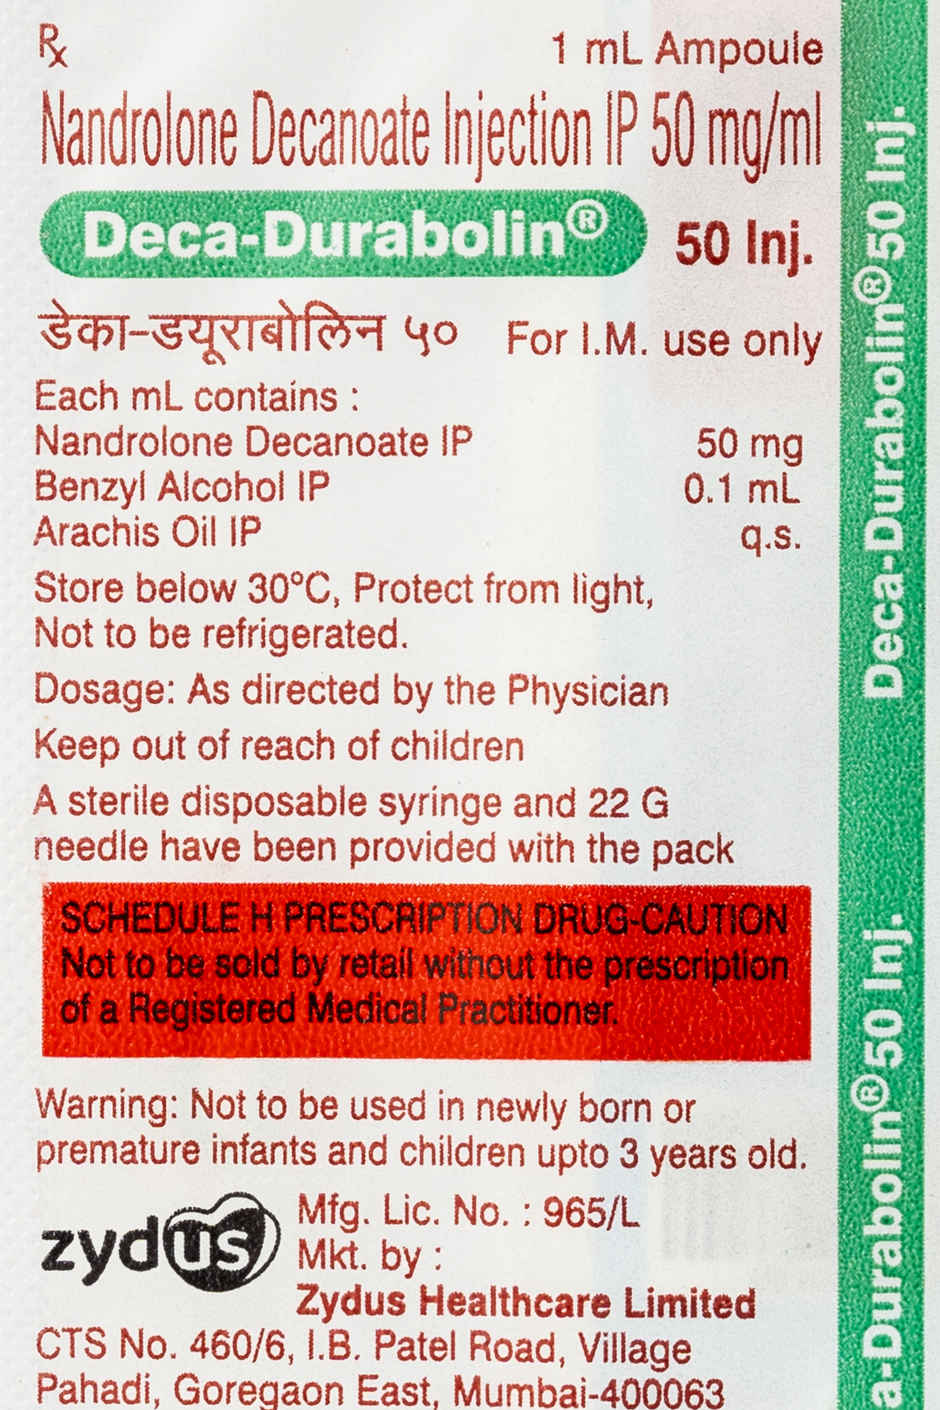 Rx 1 mL Ampoule
Nandrolone Decanoate Injection IP 50 mg/ml
Deca-Durabolin® 50 Inj.
डेका-डयूराबोलिन ५० For I.M. use only
Each mL contains :
Nandrolone Decanoate IP 50 mg
Benzyl Alcohol IP 0.1 mL
Arachis Oil IP q.s.
Store below 30°C, Protect from light,
Not to be refrigerated.
Dosage: As directed by the Physician
Keep out of reach of children
A sterile disposable syringe and 22 G
needle have been provided with the pack
SCHEDULE H PRESCRIPTION DRUG-CAUTION
Not to be sold by retail without the prescription
of a Registered Medical Practitioner.
Warning: Not to be used in newly born or
premature infants and children upto 3 years old.
zydus
Mfg. Lic. No. : 965/L
Mkt. by :
Zydus Healthcare Limited
CTS No. 460/6, I.B. Patel Road, Village
Pahadi, Goregaon East, Mumbai-400063
Deca-Durabolin® 50 Inj.
a-Durabolin® 50 Inj.